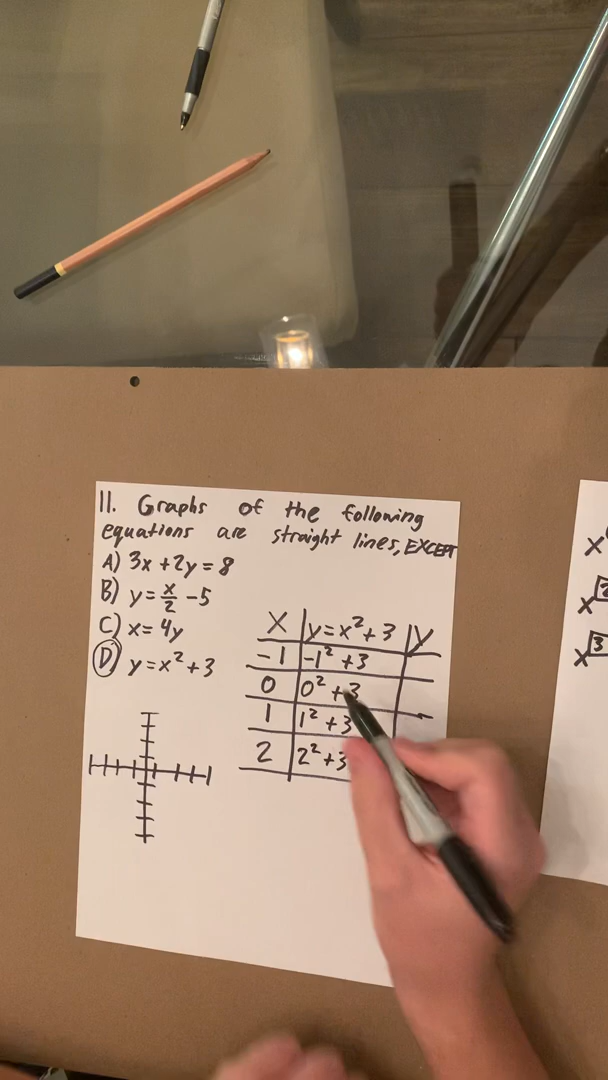 11. Graphs of the following
equations are straight lines, EXCEPT
A) 3x + 2y = 8
B) y = x/2 - 5
C) x = 4y
D) y = x² + 3
X | y = x² + 3 | y
-1 | -1² + 3
0 | 0² + 3
1 | 1² + 3
2 | 2² + 3
x
x
x 3